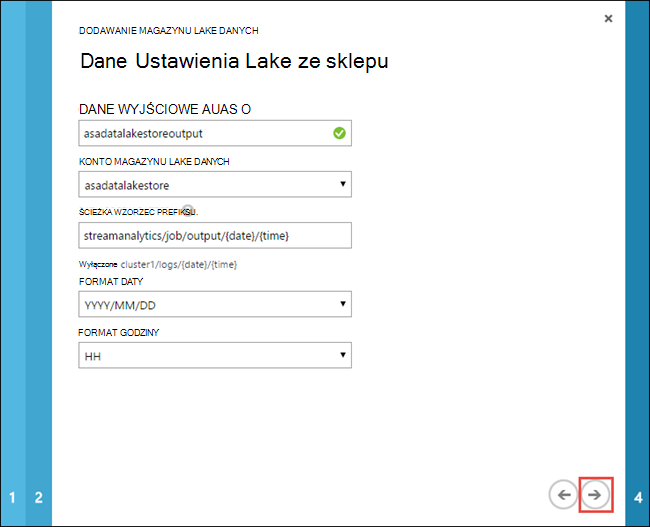 ×
DODAWANIE MAGAZYNU LAKE DANYCH
Dane Ustawienia Lake ze sklepu
DANE WYJŚCIOWE AUAS O
asadatalakestoreoutput
KONTO MAGAZYNU LAKE DANYCH
asadatalakestore
ŚCIEŻKA WZORZEC PREFIKSU.
streamanalytics/job/output/{date}/{time}
Wyłączone cluster1/logs/{date}/{time}
FORMAT DATY
YYYY/MM/DD
FORMAT GODZINY
HH
1 2 4